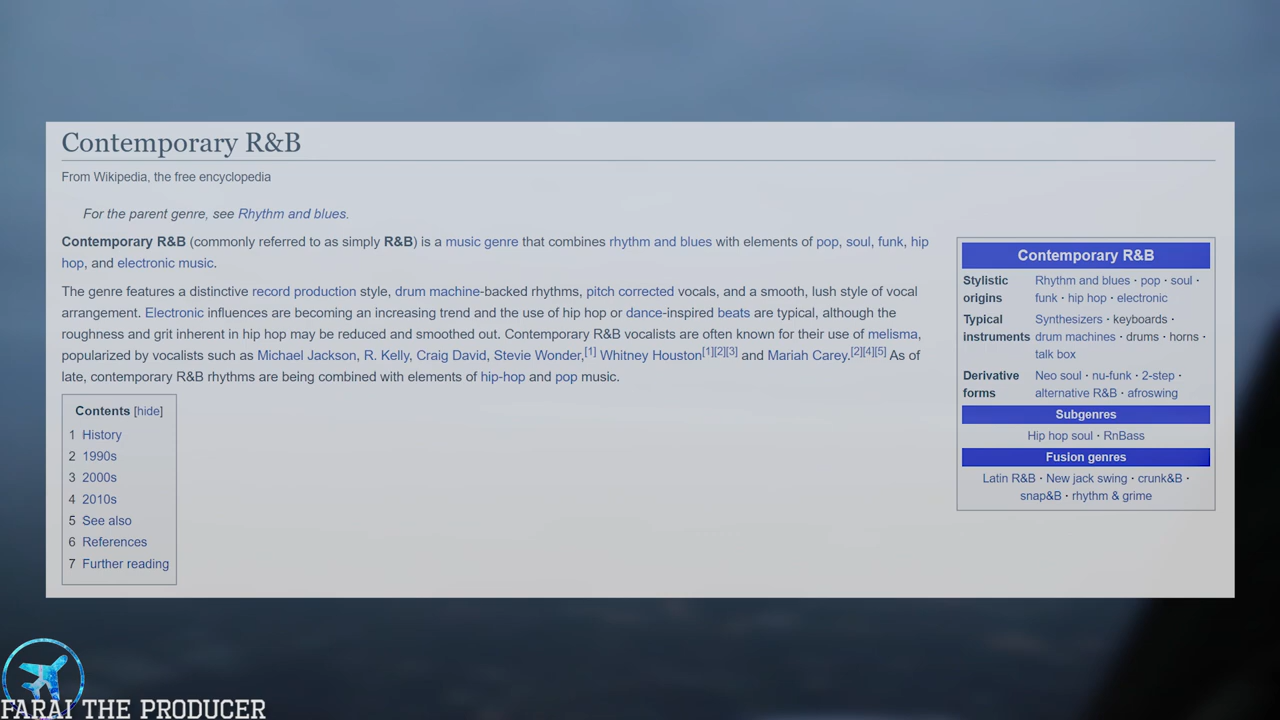 Contemporary R&B
From Wikipedia, the free encyclopedia
For the parent genre, see Rhythm and blues.
Contemporary R&B (commonly referred to as simply R&B) is a music genre that combines rhythm and blues with elements of pop, soul, funk, hip
hop, and electronic music.
The genre features a distinctive record production style, drum machine-backed rhythms, pitch corrected vocals, and a smooth, lush style of vocal
arrangement. Electronic influences are becoming an increasing trend and the use of hip hop or dance-inspired beats are typical, although the
roughness and grit inherent in hip hop may be reduced and smoothed out. Contemporary R&B vocalists are often known for their use of melisma,
popularized by vocalists such as Michael Jackson, R. Kelly, Craig David, Stevie Wonder,[1] Whitney Houston[1][2][3] and Mariah Carey.[2][4][5] As of
late, contemporary R&B rhythms are being combined with elements of hip-hop and pop music.
Contents [hide]
1 History
2 1990s
3 2000s
4 2010s
5 See also
6 References
7 Further reading
Contemporary R&B
Stylistic origins Rhythm and blues · pop · soul ·
funk · hip hop · electronic
Typical instruments Synthesizers · keyboards ·
drum machines · drums · horns ·
talk box
Derivative forms Neo soul · nu-funk · 2-step ·
alternative R&B · afroswing
Subgenres
Hip hop soul · RnBass
Fusion genres
Latin R&B · New jack swing · crunk&B ·
snap&B · rhythm & grime
FARAI THE PRODUCER